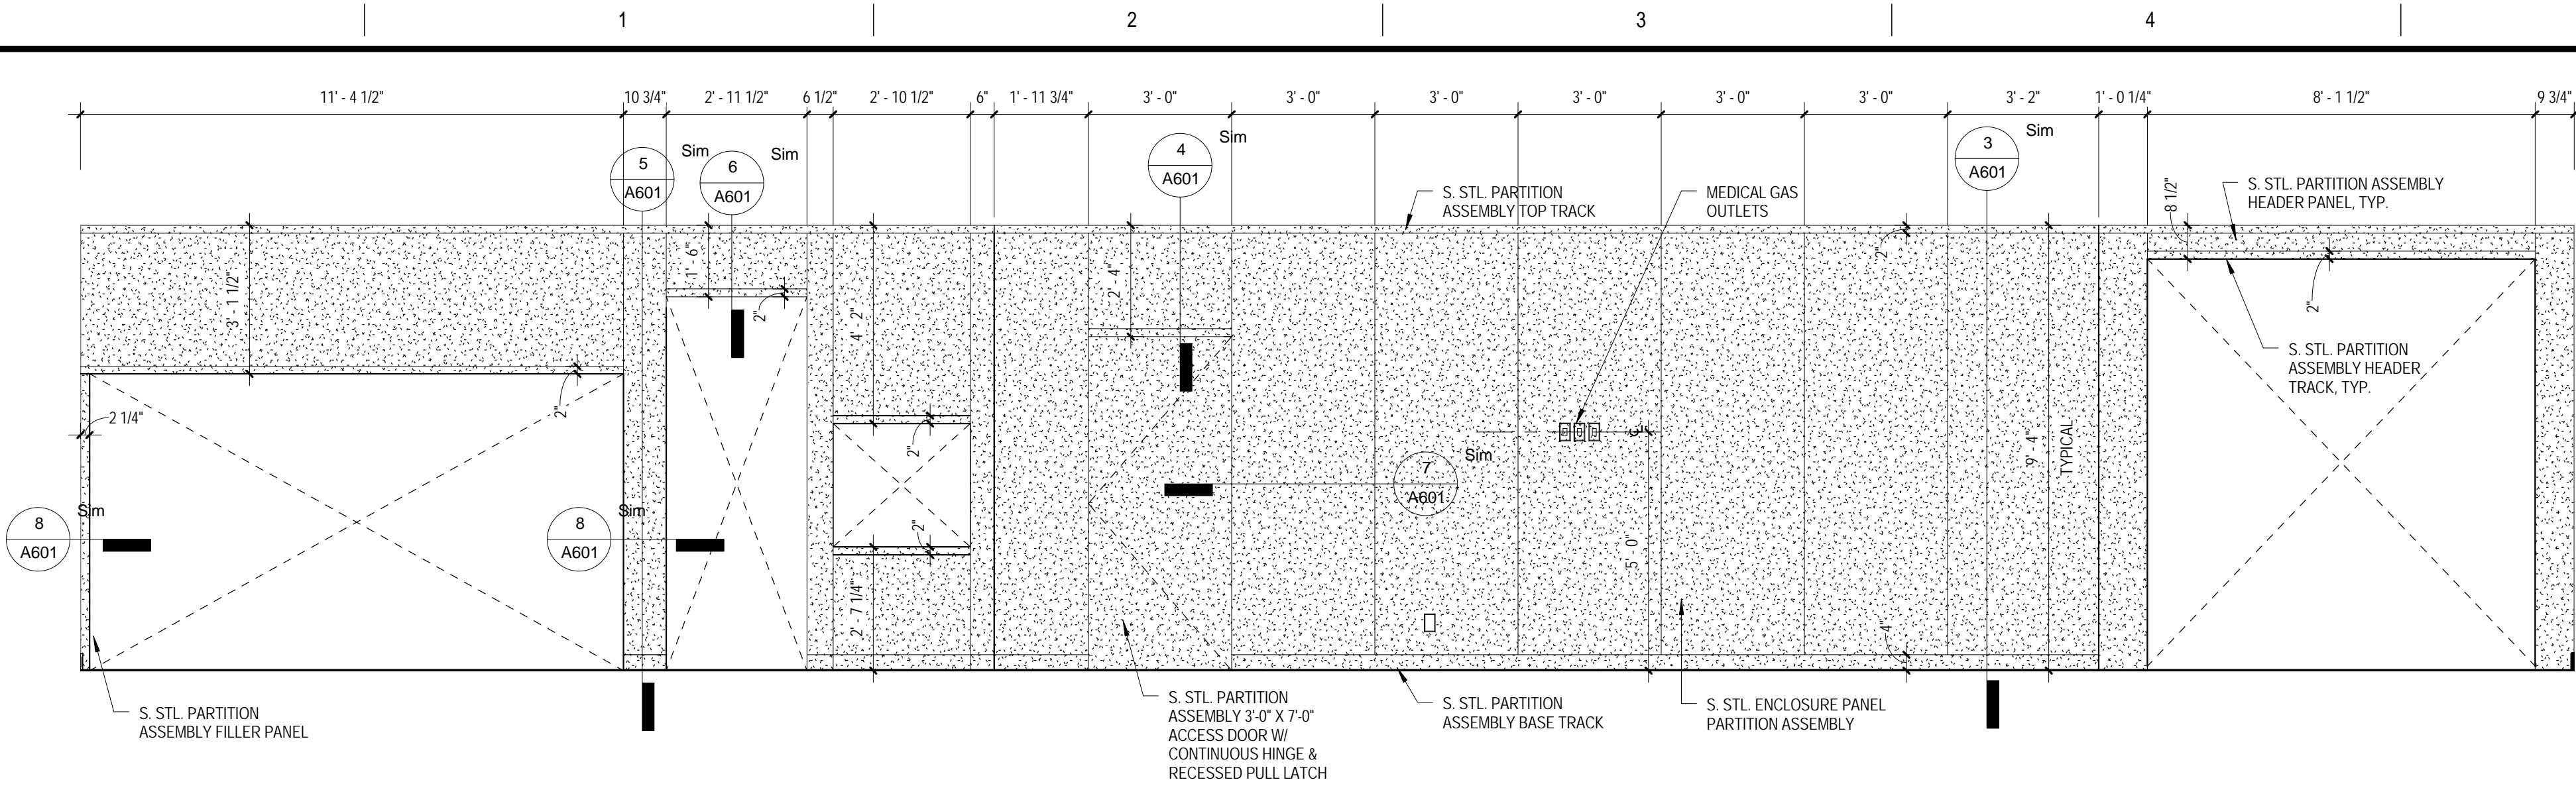 1
2
3
4
11' - 4 1/2"
10 3/4"
2' - 11 1/2"
6 1/2"
2' - 10 1/2"
6"
1' - 11 3/4"
3' - 0"
3' - 0"
3' - 0"
3' - 0"
3' - 0"
3' - 0"
3' - 2"
1' - 0 1/4"
8' - 1 1/2"
9 3/4"
5
A601
Sim
6
A601
Sim
4
A601
Sim
3
A601
Sim
S. STL. PARTITION
ASSEMBLY TOP TRACK
MEDICAL GAS
OUTLETS
8 1/2"
S. STL. PARTITION ASSEMBLY
HEADER PANEL, TYP.
3' 1 1/2"
1 6"
2"
4' 2"
2' 4"
2"
2"
S. STL. PARTITION
ASSEMBLY HEADER
TRACK, TYP.
2 1/4"
2"
2"
9' - 4"
TYPICAL
7
A601
Sim
8
A601
Sim
8
A601
Sim
2"
5 - 0"
2' 7 1/4"
4"
S. STL. PARTITION
ASSEMBLY FILLER PANEL
S. STL. PARTITION
ASSEMBLY 3'-0" X 7'-0"
ACCESS DOOR W/
CONTINUOUS HINGE &
RECESSED PULL LATCH
S. STL. PARTITION
ASSEMBLY BASE TRACK
S. STL. ENCLOSURE PANEL
PARTITION ASSEMBLY